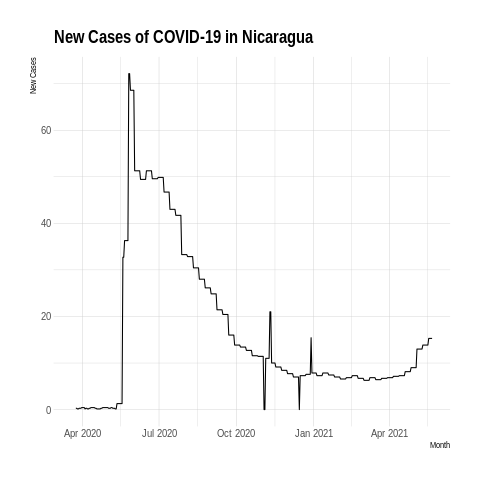 New Cases of COVID-19 in Nicaragua
New Cases
60
40
20
0
Apr 2020 Jul 2020 Oct 2020 Jan 2021 Apr 2021
Month